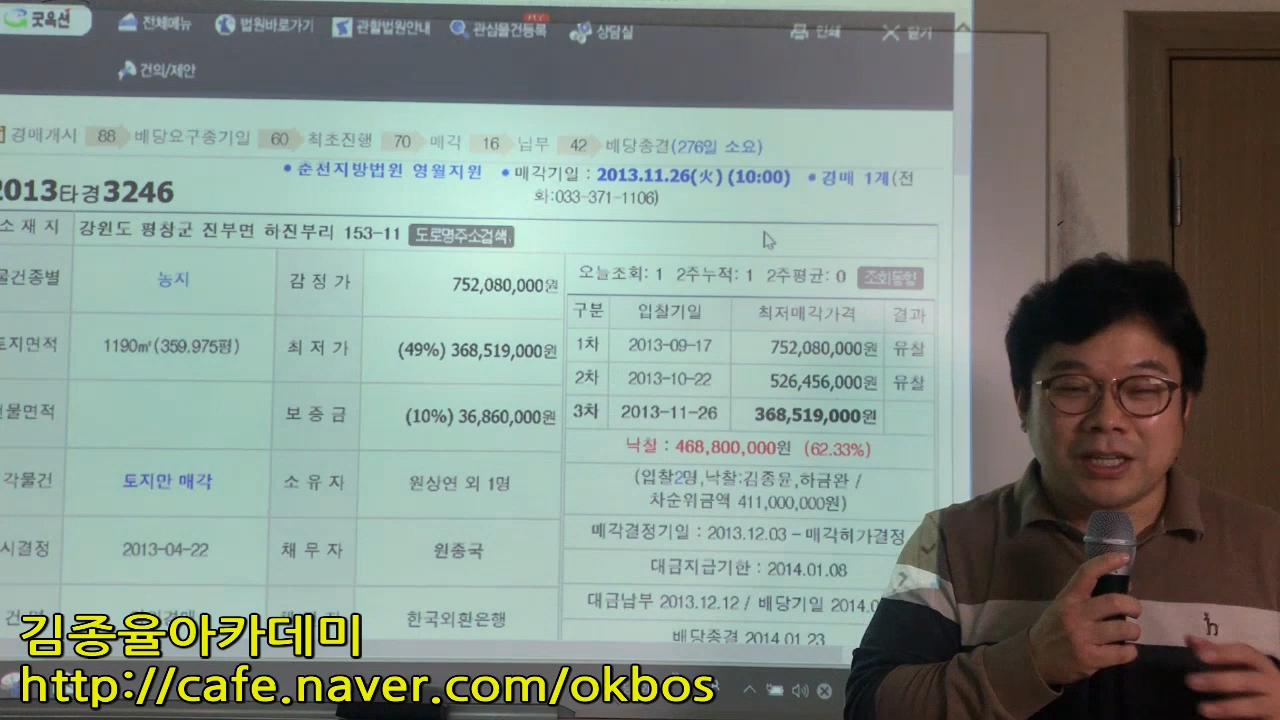 굿옥션 전체메뉴 법원바로가기 관할법원안내 관심물건등록 상담실 인쇄 닫기
건의/제안
경매개시 88 배당요구종기일 60 최초진행 70 매각 16 납부 42 배당종결(276일 소요)
2013타경3246 • 순천지방법원 영월지원 • 매각기일 : 2013.11.26(火) (10:00) • 경매 1계(전
화:033-371-1106)
소 재 지 강원도 평창군 진부면 하진부리 153-11 도로명주소검색
물건종별 농지 감 정 가 752,080,000원
토지면적 1190㎡(359.975평) 최 저 가 (49%) 368,519,000원
건물면적 보 증 금 (10%) 36,860,000원
각물건 토지만 매각 소 유 자 원상연 외 1명
시결정 2013-04-22 채 무 자 원종국
건 명 한국외환은행
오늘조회: 1 2주누적: 1 2주평균: 0 조회동향
구분 입찰기일 최저매각가격 결과
1차 2013-09-17 752,080,000원 유찰
2차 2013-10-22 526,456,000원 유찰
3차 2013-11-26 368,519,000원
낙찰 : 468,800,000원 (62.33%)
(입찰2명,낙찰:김종윤,하금완 /
차순위금액 411,000,000원)
매각결정기일 : 2013.12.03 - 매각허가결정
대금지급기한 : 2014.01.08
대금납부 2013.12.12 / 배당기일 2014.0
배당종결 2014.01.23
김종율아카데미
http://cafe.naver.com/okbos